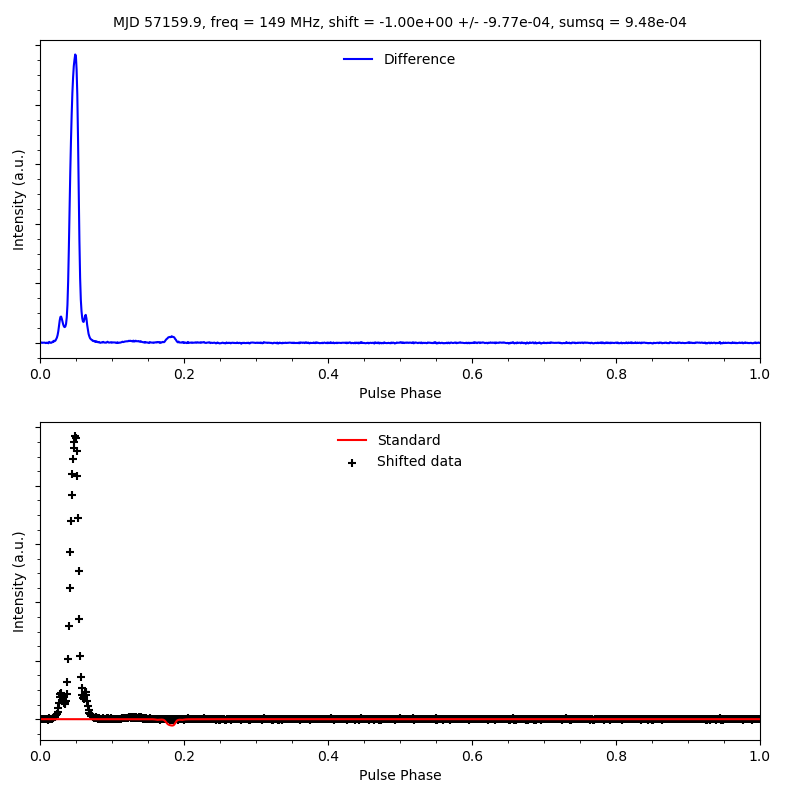 MJD 57159.9, freq = 149 MHz, shift = -1.00e+00 +/- -9.77e-04, sumsq = 9.48e-04
Difference
Intensity (a.u.)
0.0 0.2 0.4 0.6 0.8 1.0
Pulse Phase
Standard
Shifted data
Intensity (a.u.)
0.0 0.2 0.4 0.6 0.8 1.0
Pulse Phase